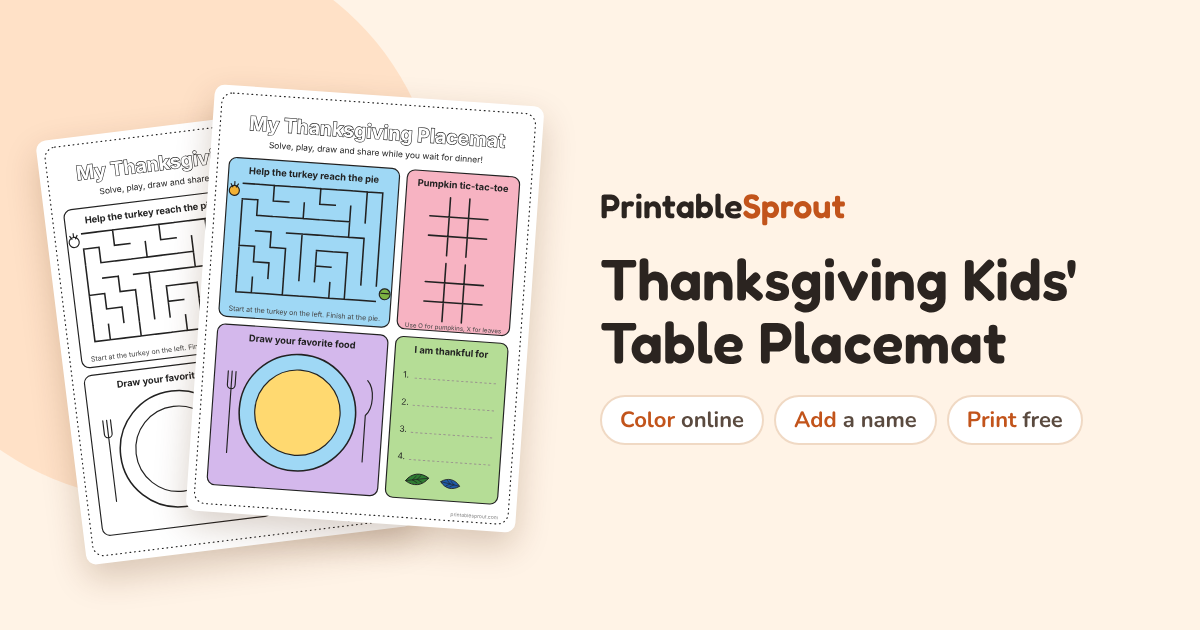 My Thanksgiv
Solve, play, draw and share
Help the turkey reach the p
Start at the turkey on the left. Fin
Draw your favorit
My Thanksgiving Placemat
Solve, play, draw and share while you wait for dinner!
Help the turkey reach the pie
Start at the turkey on the left. Finish at the pie.
Pumpkin tic-tac-toe
Use O for pumpkins, X for leaves
Draw your favorite food
I am thankful for
1.
2.
3.
4.
printablesprout.com
PrintableSprout
Thanksgiving Kids'
Table Placemat
Color online
Add a name
Print free